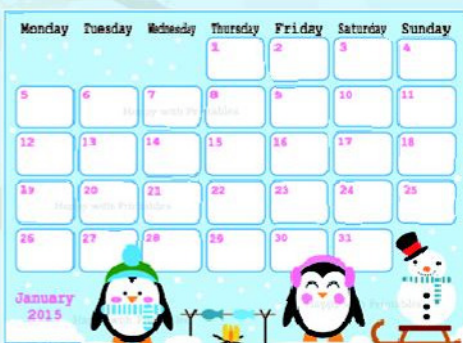 Monday Tuesday Wednesday Thursday Friday Saturday Sunday
1 2 3 4
5 6 7 8 9 10 11
12 13 14 15 16 17 18
19 20 21 22 23 24 25
26 27 28 29 30 31
January
2015